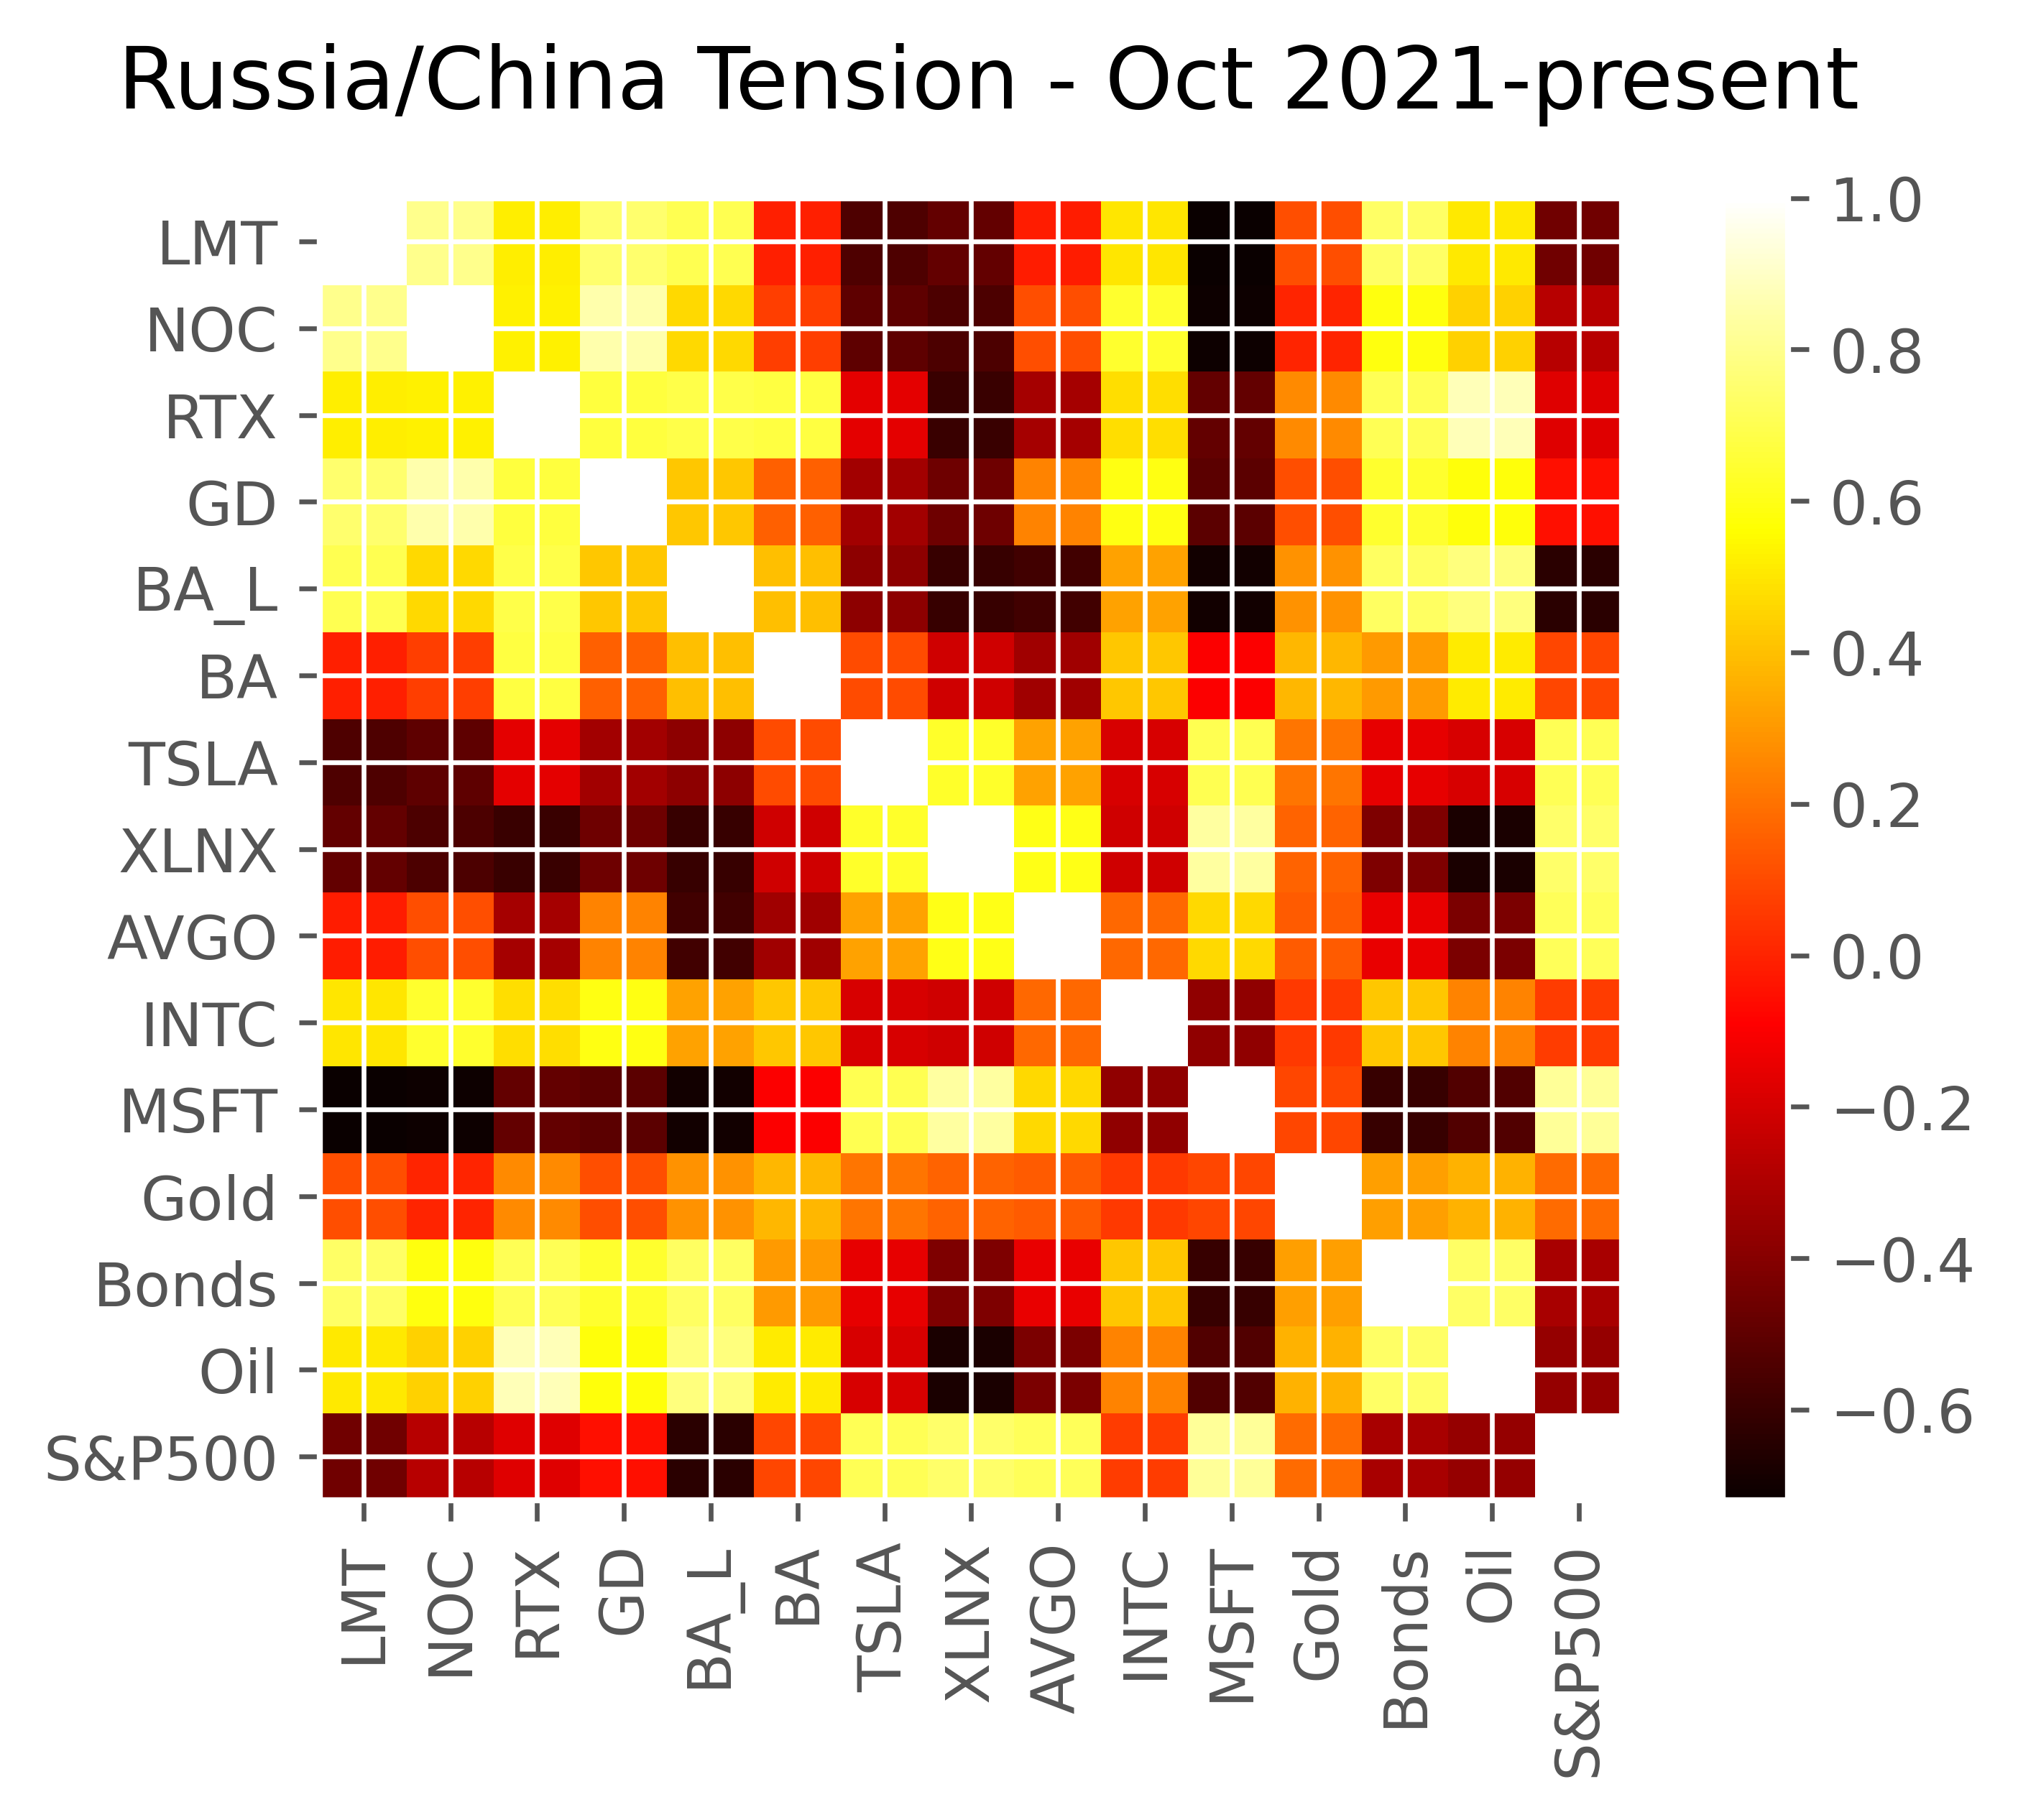 Russia/China Tension - Oct 2021-present
LMT
NOC
RTX
GD
BA_L
BA
TSLA
XLNX
AVGO
INTC
MSFT
Gold
Bonds
Oil
S&P500
LMT NOC RTX GD BA_L BA TSLA XLNX AVGO INTC MSFT Gold Bonds Oil S&P500
1.0
0.8
0.6
0.4
0.2
0.0
−0.2
−0.4
−0.6